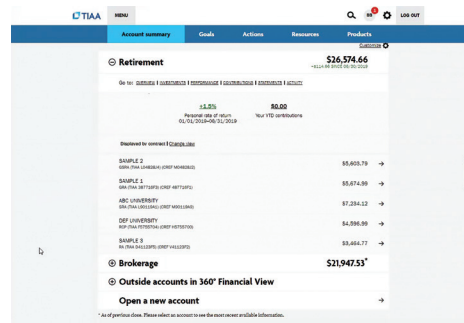 TIAA MENU LOG OUT
Account summary Goals Actions Resources Products
Customize
Retirement $26,574.66
SINCE 08/30/2019
Go to: OVERVIEW | INVESTMENTS | PERFORMANCE | CONTRIBUTIONS | STATEMENTS | ACTIVITY
$0.00
Personal rate of return Your YTD contributions
01/01/2019-08/31/2019
Displayed by contract | Change view
SAMPLE 2 $5,603.79
SAMPLE 1 $5,674.99
ABC UNIVERSITY $7,234.12
DEF UNIVERSITY $4,596.99
SAMPLE 3 $3,464.77
Brokerage $21,947.53*
Outside accounts in 360° Financial View
Open a new account
* As of previous close. Please select an account to see the most recent available information.